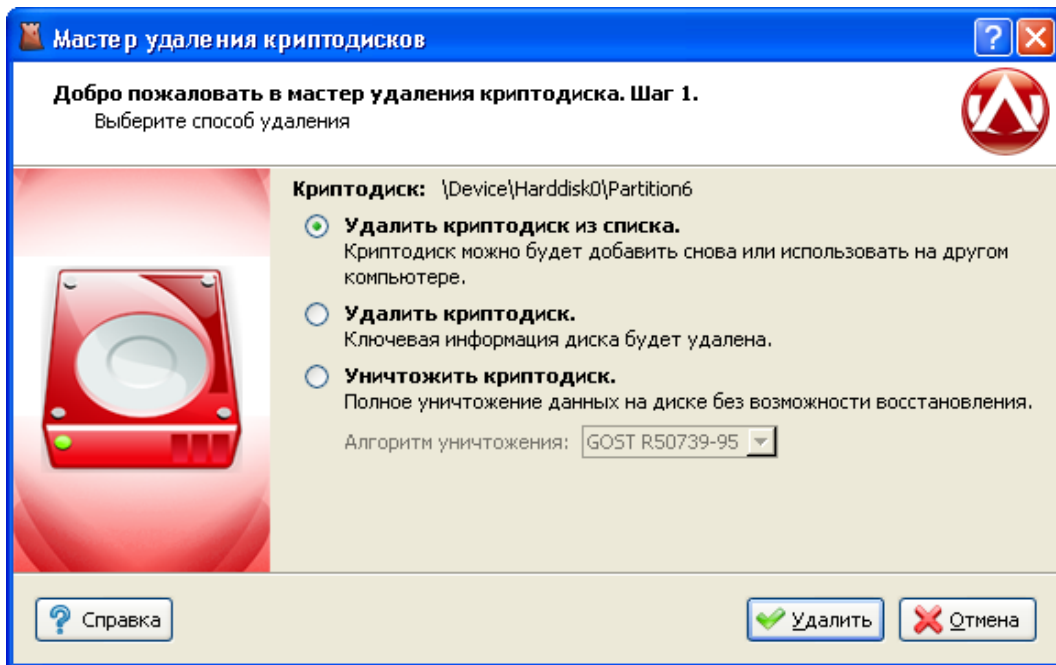 Мастер удаления криптодисков
Добро пожаловать в мастер удаления криптодиска. Шаг 1.
Выберите способ удаления
Криптодиск: \Device\Harddisk0\Partition6
Удалить криптодиск из списка.
Криптодиск можно будет добавить снова или использовать на другом
компьютере.
Удалить криптодиск.
Ключевая информация диска будет удалена.
Уничтожить криптодиск.
Полное уничтожение данных на диске без возможности восстановления.
Алгоритм уничтожения: GOST R50739-95
Справка Удалить Отмена